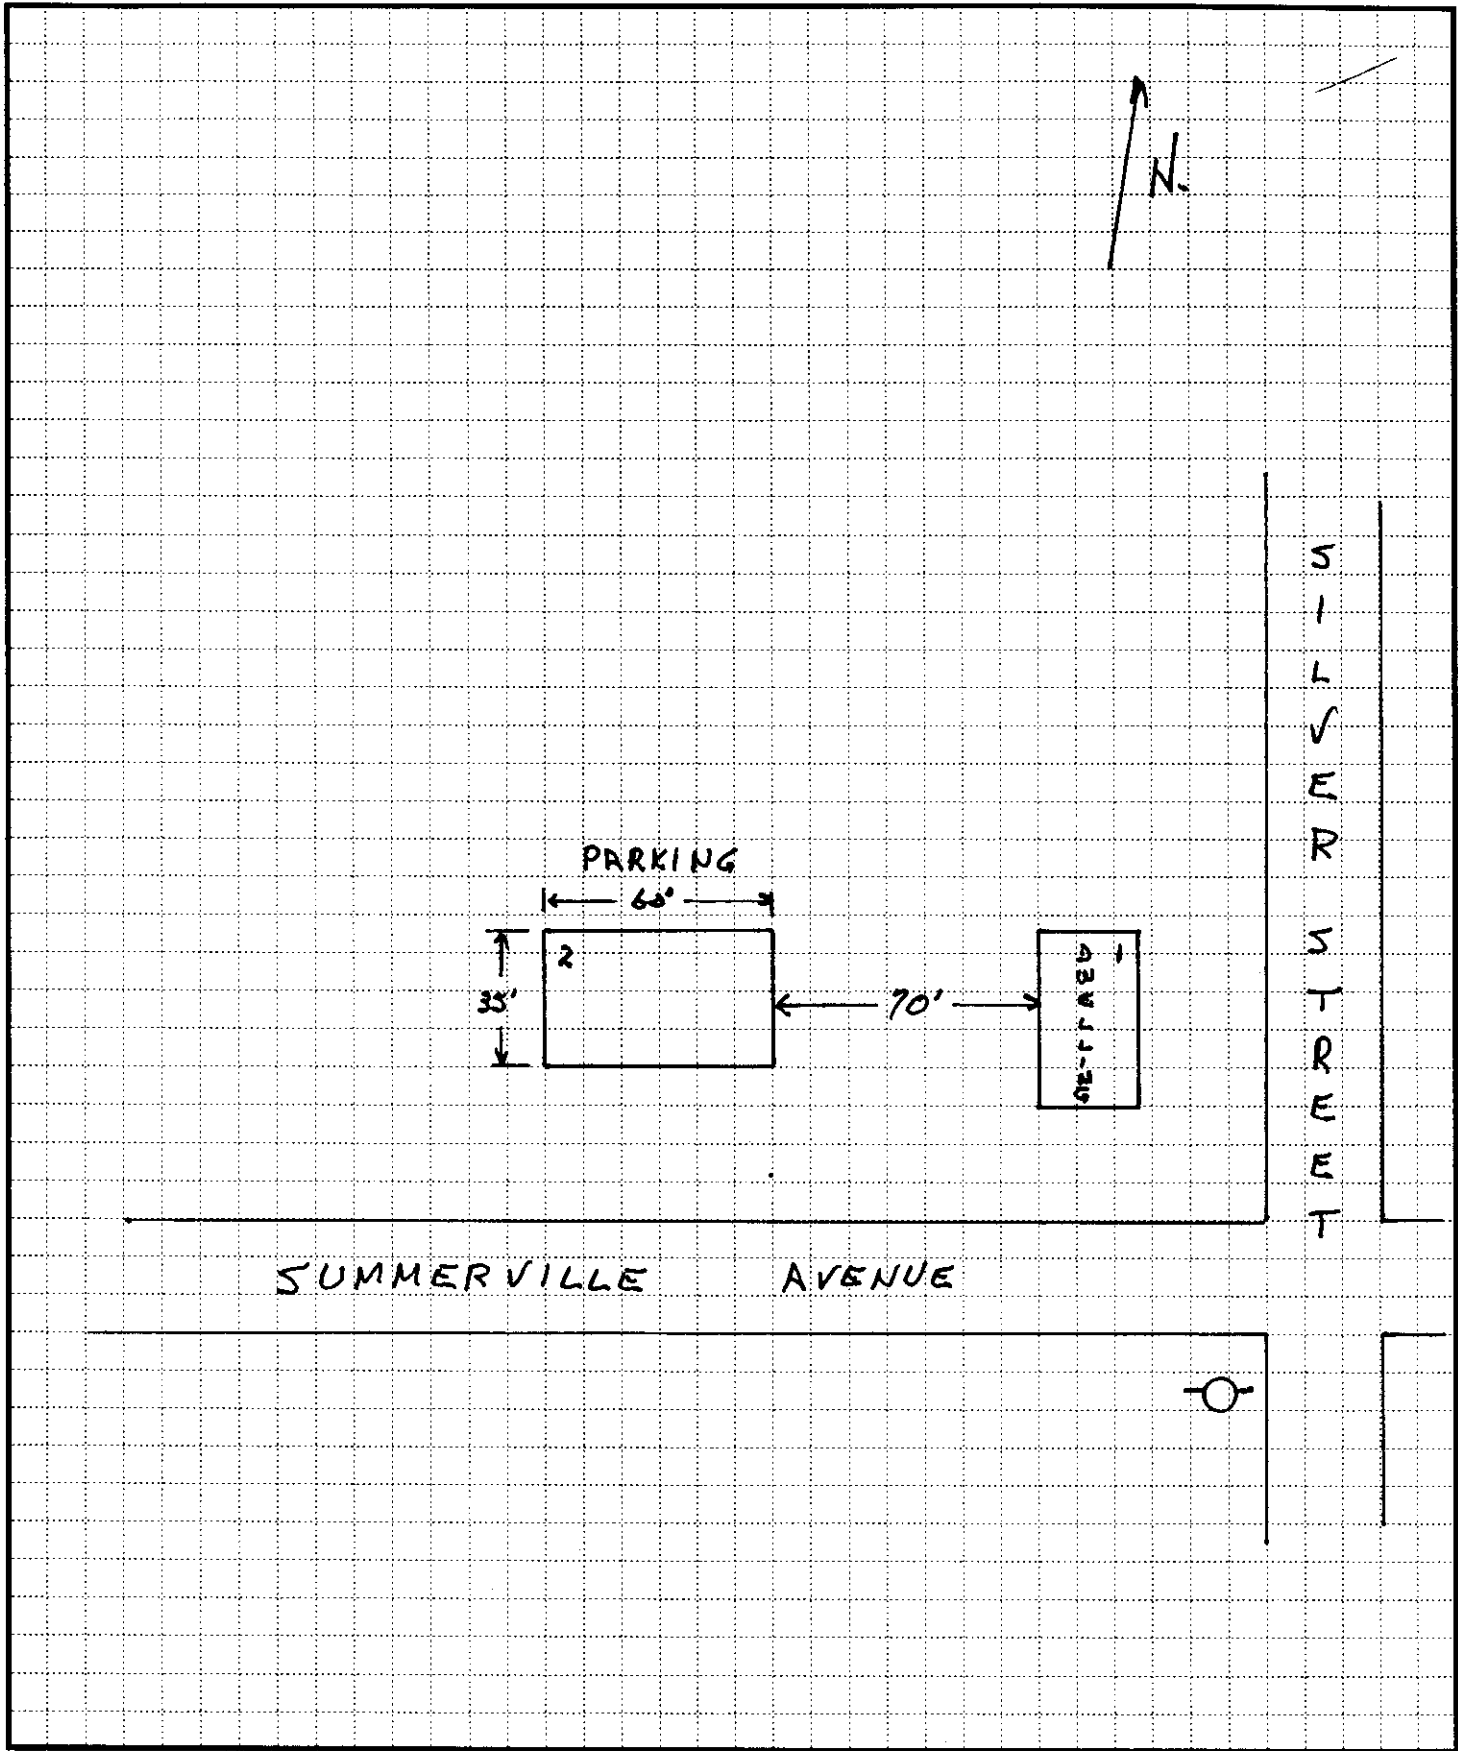 N.
PARKING
60'
2
35'
70'
1
DWELLING
SILVER STREET
SUMMERVILLE AVENUE